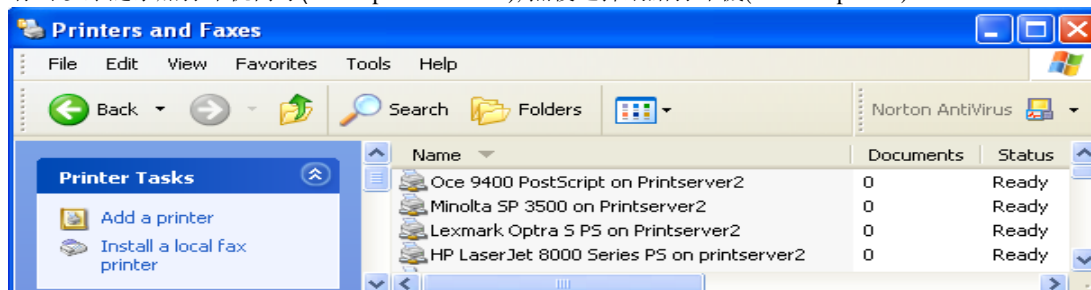 Printers and Faxes
File Edit View Favorites Tools Help
Back Search Folders Norton AntiVirus
Printer Tasks
Add a printer
Install a local fax
printer
Name Documents Status
Oce 9400 PostScript on Printserver2 0 Ready
Minolta SP 3500 on Printserver2 0 Ready
Lexmark Optra S PS on Printserver2 0 Ready
HP LaserJet 8000 Series PS on printserver2 0 Ready